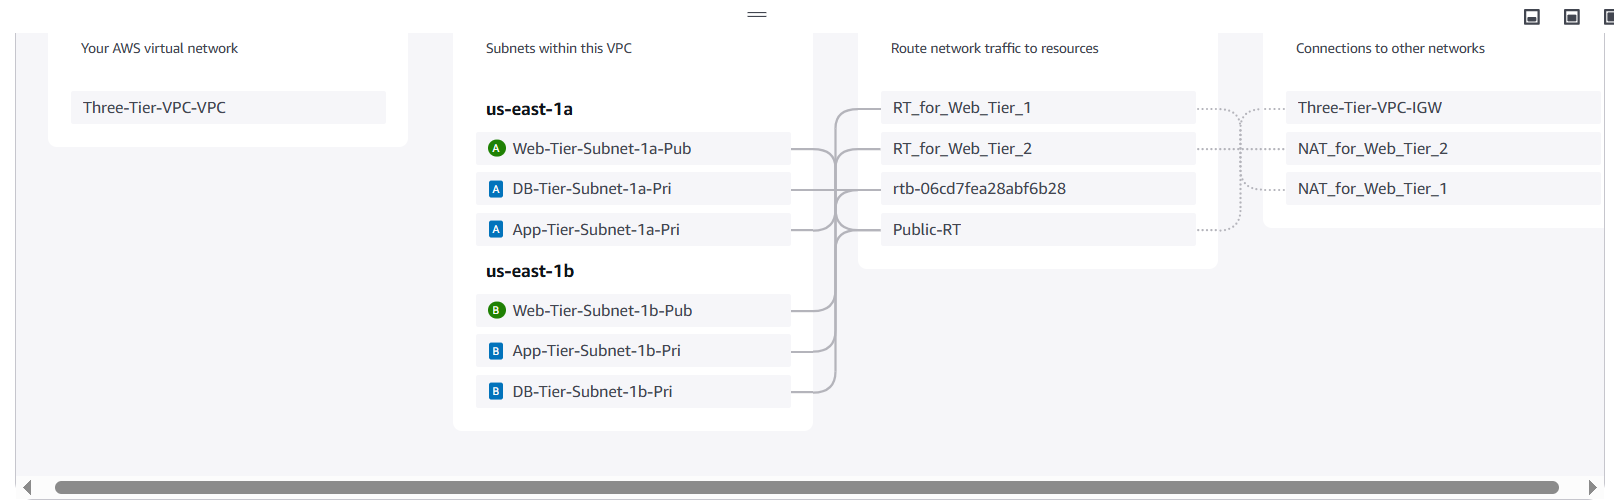 Your AWS virtual network
Three-Tier-VPC-VPC
Subnets within this VPC
us-east-1a
A Web-Tier-Subnet-1a-Pub
A DB-Tier-Subnet-1a-Pri
A App-Tier-Subnet-1a-Pri
us-east-1b
B Web-Tier-Subnet-1b-Pub
B App-Tier-Subnet-1b-Pri
B DB-Tier-Subnet-1b-Pri
Route network traffic to resources
RT_for_Web_Tier_1
RT_for_Web_Tier_2
rtb-06cd7fea28abf6b28
Public-RT
Connections to other networks
Three-Tier-VPC-IGW
NAT_for_Web_Tier_2
NAT_for_Web_Tier_1